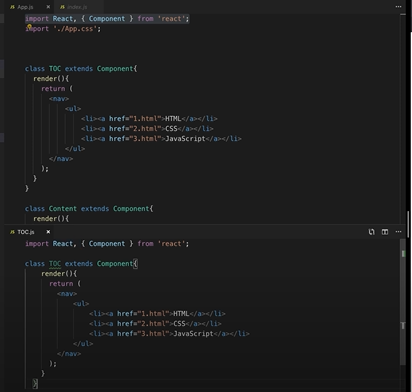 App.js × index.js ...
import React, { Component } from 'react';
import './App.css';
class TOC extends Component{
render(){
return (
<nav>
<ul>
<li><a href="1.html">HTML</a></li>
<li><a href="2.html">CSS</a></li>
<li><a href="3.html">JavaScript</a></li>
</ul>
</nav>
);
}
}
class Content extends Component{
render(){
TOC.js × ...
import React, { Component } from 'react';
class TOC extends Component{
render(){
return (
<nav>
<ul>
<li><a href="1.html">HTML</a></li>
<li><a href="2.html">CSS</a></li>
<li><a href="3.html">JavaScript</a></li>
</ul>
</nav>
);
}
}